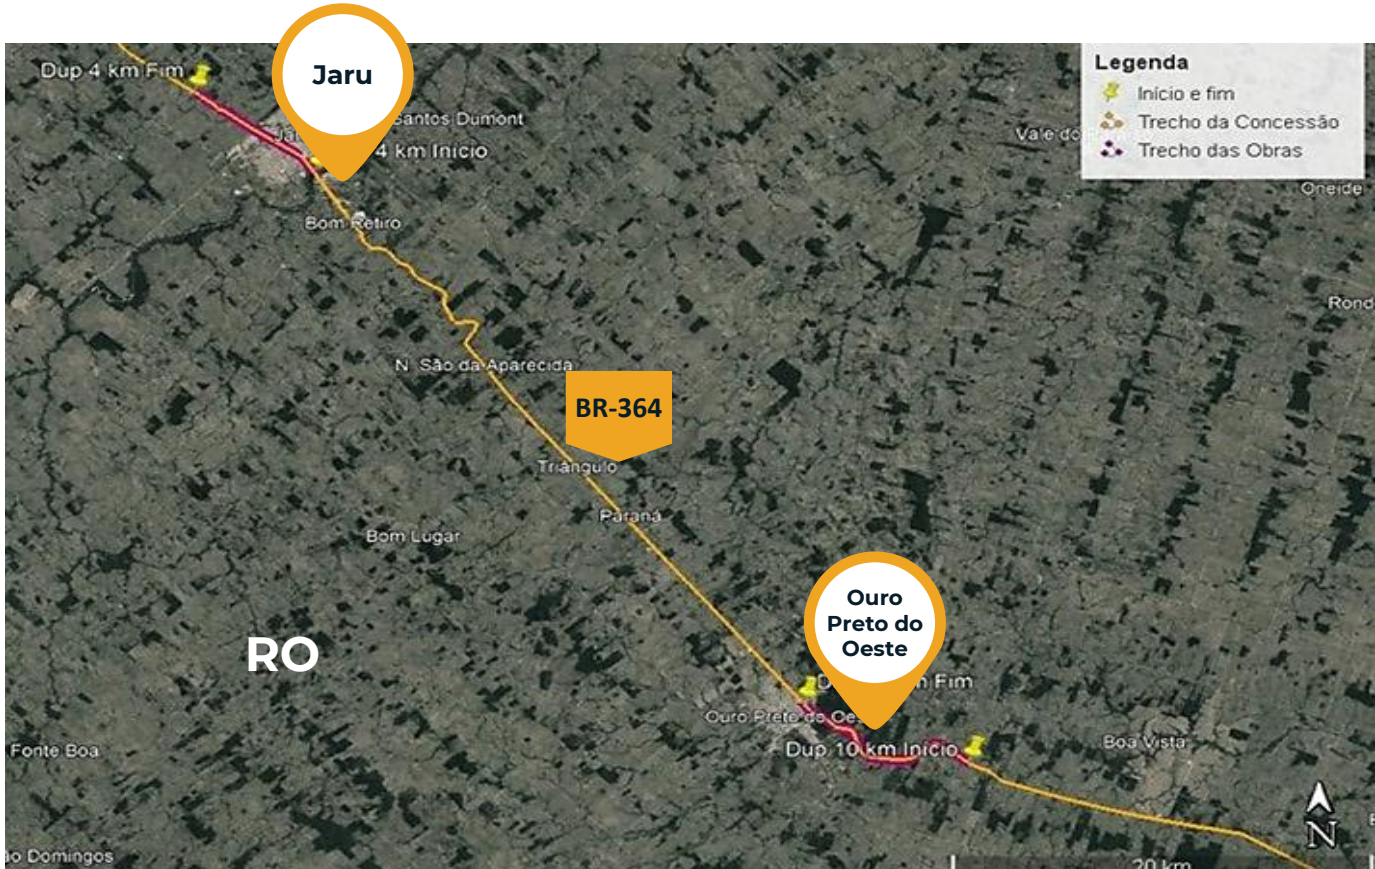 Jaru
Dup 4 km Fim
Santos Dumont
4 km Início
Bom Retiro
Legenda
Início e fim
Trecho da Concessão
Trecho das Obras
Vale do
Oneide
Rond
N. São da Aparecida
BR-364
Triângulo
Paraná
Bom Lugar
RO
Ouro
Preto do
Oeste
Fim
Ouro Preto do Oes
Dup 10 km Início
Boa Vista
Fonte Boa
N
ão Domingos
20 km